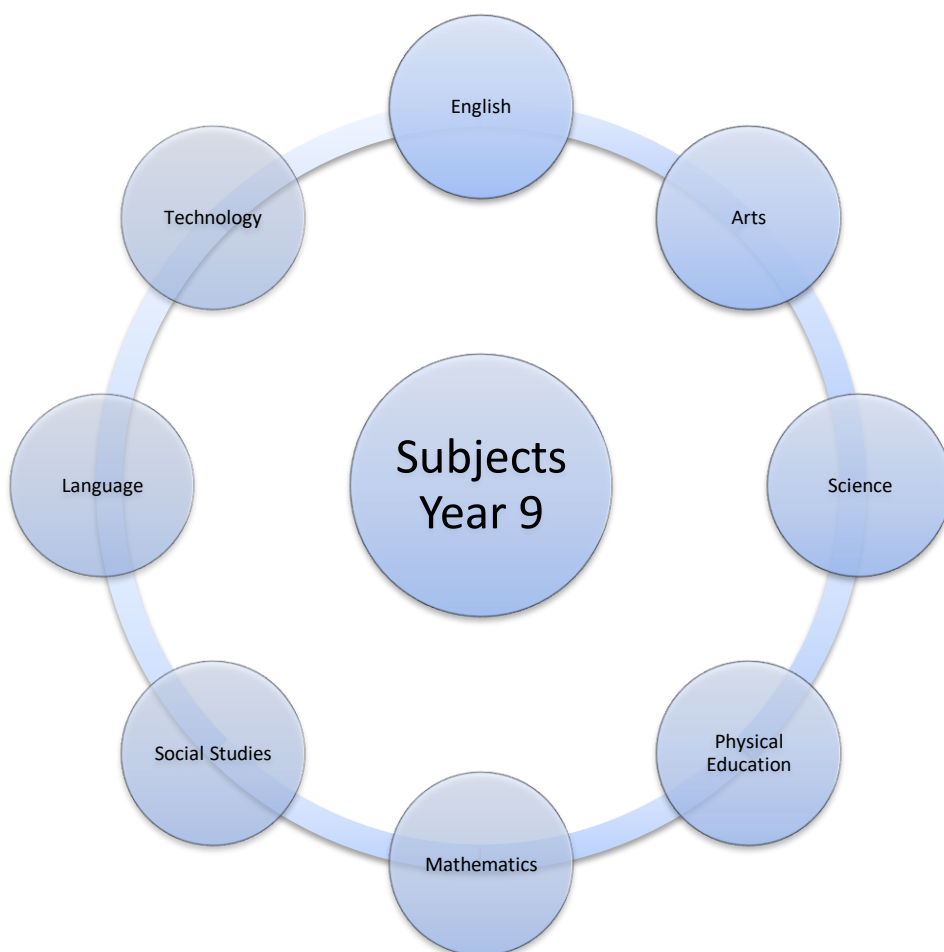 English
Technology
Arts
Subjects
Year 9
Language
Science
Social Studies
Physical
Education
Mathematics